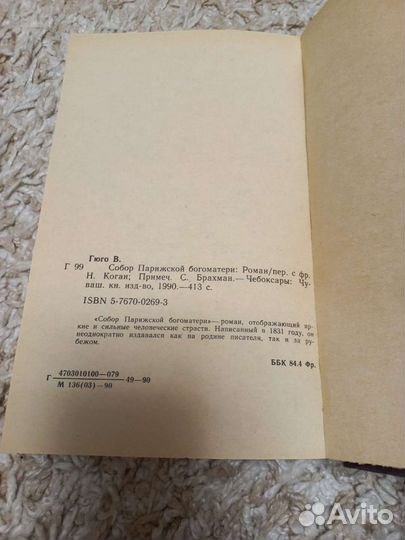 Гюго В.
Г 99 Собор Парижской богоматери: Роман/пер. с фр.
Н. Коган; Примеч. С. Брахман.— Чебоксары: Чу-
ваш. кн. изд-во, 1990.—413 с.
ISBN 5-7670-0269-3
«Собор Парижской богоматери»—роман, отображающий яр-
кие и сильные человеческие страсти. Написанный в 1831 году, он
неоднократно издавался как на родине писателя, так и за ру-
бежом.
ББК 84.4 Фр.
Г 4703010100—079
М 136(03)—90 49—90
Avito